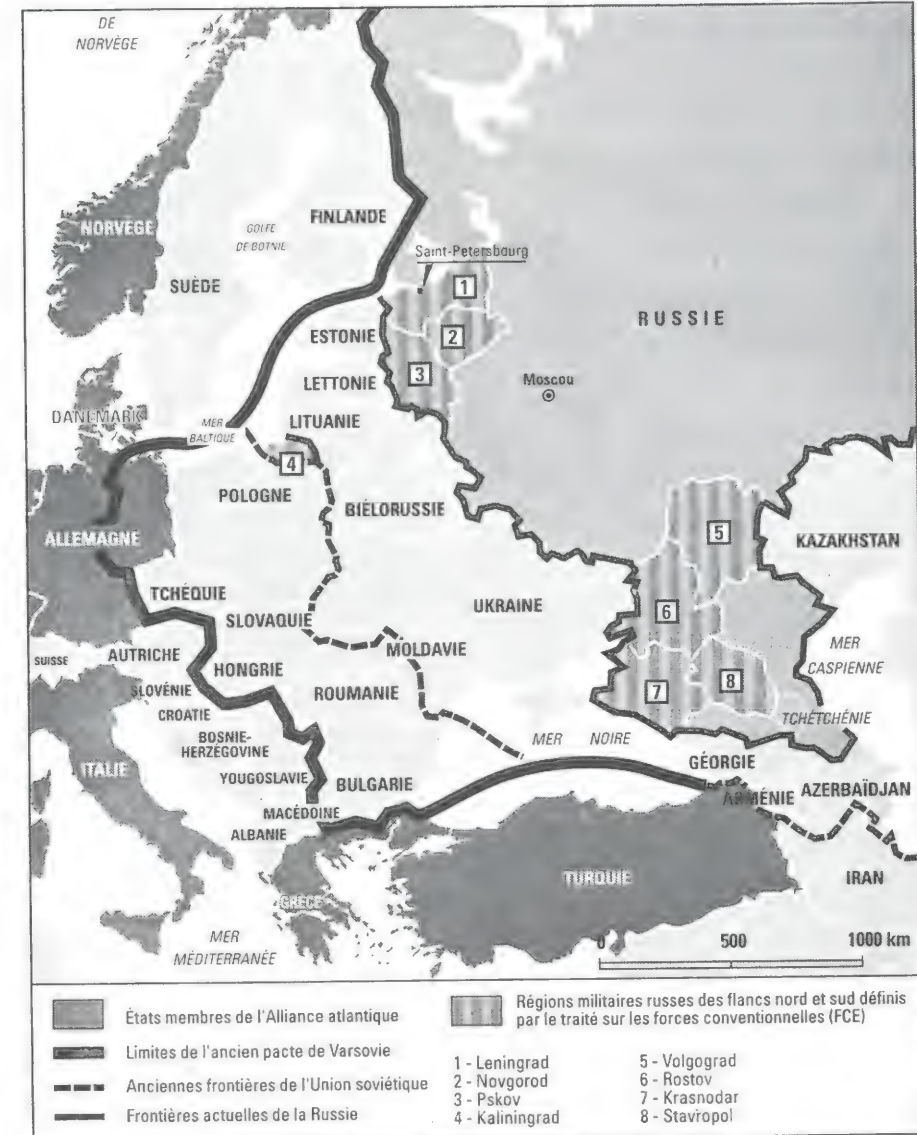 DE
NORVÈGE
FINLANDE
NORVÈGE
GOLFE
DE BOTNIE
Saint-Petersbourg
SUÈDE
1
RUSSIE
ESTONIE
2
3
LETTONIE
Moscou
DANEMARK
MER
BALTIQUE
LITUANIE
4
POLOGNE
BIÉLORUSSIE
ALLEMAGNE
5
KAZAKHSTAN
TCHÉQUIE
UKRAINE
6
SLOVAQUIE
MOLDAVIE
MER
CASPIENNE
SUISSE
AUTRICHE
HONGRIE
7
8
SLOVÉNIE
ROUMANIE
CROATIE
TCHÉTCHÉNIE
BOSNIE-
HERZÉGOVINE
MER NOIRE
GÉORGIE
ITALIE
YOUGOSLAVIE
BULGARIE
ARMÉNIE
AZERBAÏDJAN
MACÉDOINE
ALBANIE
TURQUIE
IRAN
GRÈCE
MER
MÉDITERRANÉE
0 500 1000 km
États membres de l'Alliance atlantique
Limites de l'ancien pacte de Varsovie
Anciennes frontières de l'Union soviétique
Frontières actuelles de la Russie
Régions militaires russes des flancs nord et sud définis
par le traité sur les forces conventionnelles (FCE)
1 - Leningrad
2 - Novgorod
3 - Pskov
4 - Kaliningrad
5 - Volgograd
6 - Rostov
7 - Krasnodar
8 - Stavropol